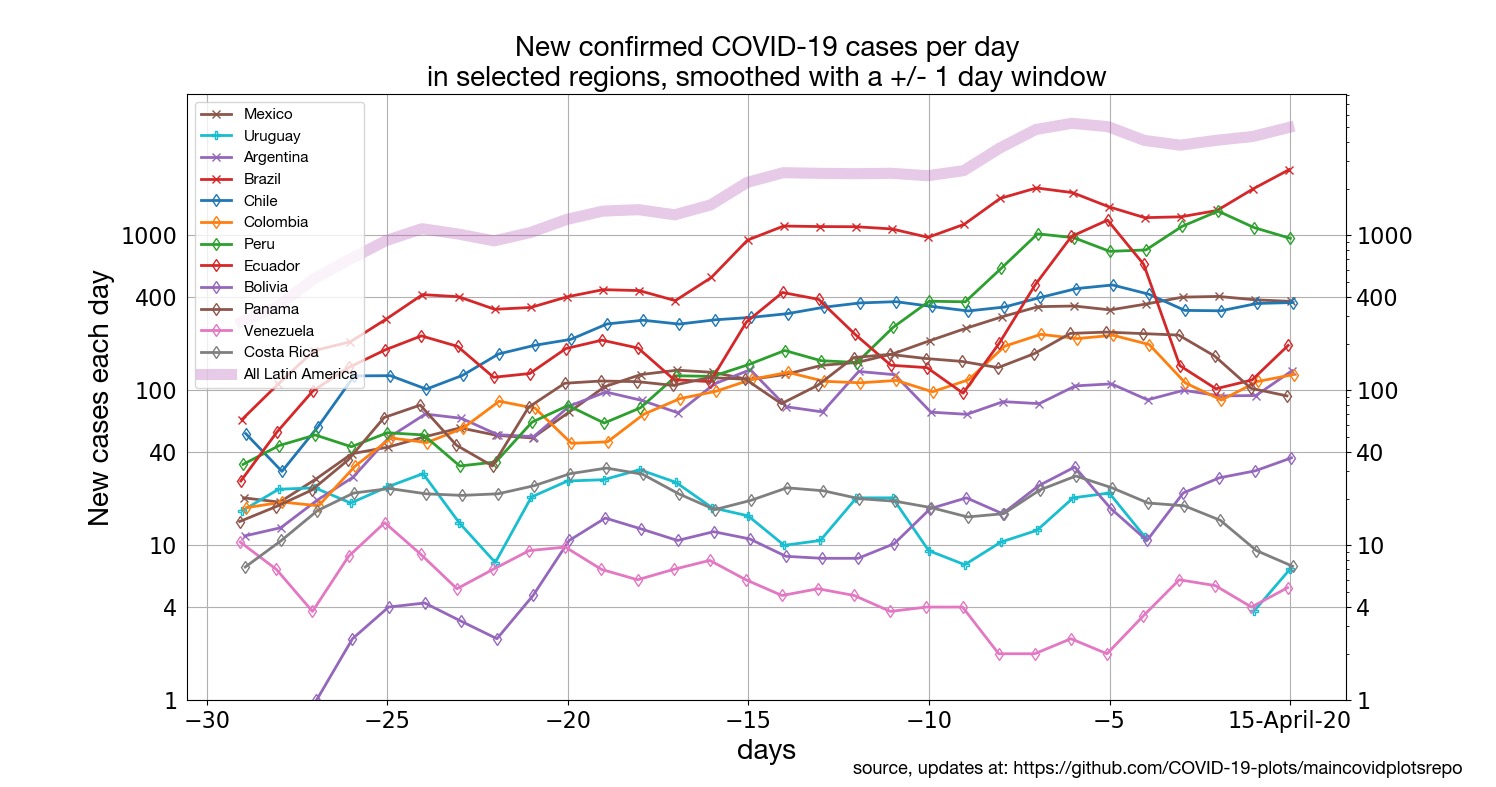 New confirmed COVID-19 cases per day
in selected regions, smoothed with a +/- 1 day window
Mexico
Uruguay
Argentina
Brazil
Chile
Colombia
Peru
Ecuador
Bolivia
Panama
Venezuela
Costa Rica
All Latin America
New cases each day
1000
400
100
40
10
4
1
1000
400
100
40
10
4
1
−30
−25
−20
−15
−10
−5
15-April-20
days
source, updates at: https://github.com/COVID-19-plots/maincovidplotsrepo